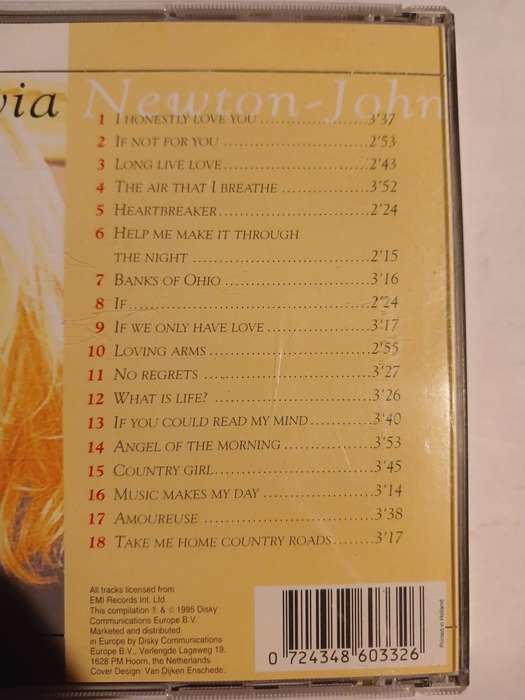 via Newton-John
1 I HONESTLY LOVE YOU ................3'37
2 IF NOT FOR YOU ......................2'53
3 LONG LIVE LOVE......................2'43
4 THE AIR THAT I BREATHE .............3'52
5 HEARTBREAKER.......................2'24
6 HELP ME MAKE IT THROUGH
THE NIGHT ..........................2'15
7 BANKS OF OHIO .....................3'16
8 IF...................................2'24
9 IF WE ONLY HAVE LOVE ...............3'17
10 LOVING ARMS .......................2'55
11 NO REGRETS ........................3'27
12 WHAT IS LIFE? ......................3'26
13 IF YOU COULD READ MY MIND.........3'40
14 ANGEL OF THE MORNING .............3'53
15 COUNTRY GIRL......................3'45
16 MUSIC MAKES MY DAY ................3'14
17 AMOUREUSE ........................3'38
18 TAKE ME HOME COUNTRY ROADS.......3'17
All tracks licensed from
EMI Records Int. Ltd.
This compilation ℗ & © 1995 Disky
Communications Europe B.V.
Marketed and distributed
in Europe by Disky Communications
Europe B.V., Verlengde Lageweg 19,
1628 PM Hoorn, the Netherlands.
Cover Design: Van Dijken Enschede.
0 724348 603326
Printed in Holland